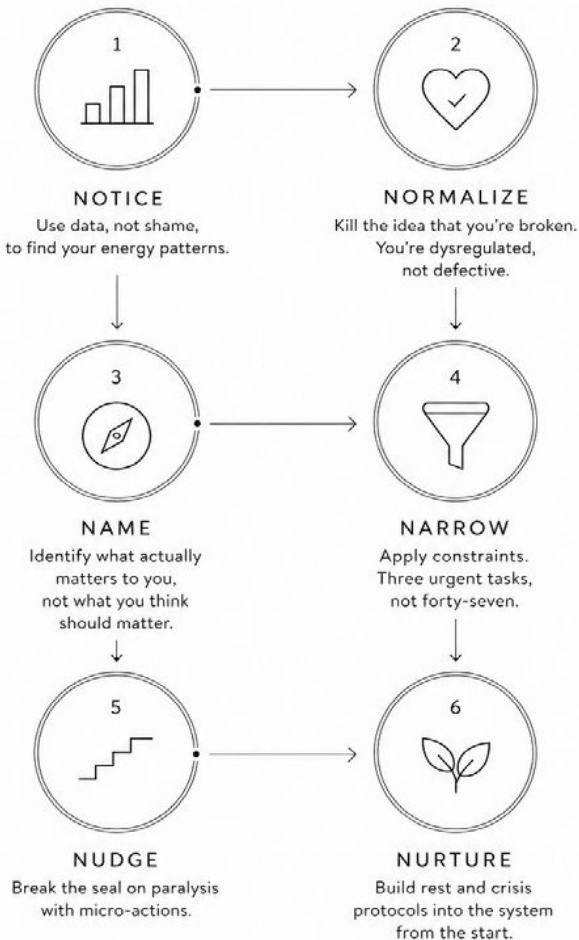 1
NOTICE
Use data, not shame,
to find your energy patterns.
2
NORMALIZE
Kill the idea that you're broken.
You're dysregulated,
not defective.
3
NAME
Identify what actually
matters to you,
not what you think
should matter.
4
NARROW
Apply constraints.
Three urgent tasks,
not forty-seven.
5
NUDGE
Break the seal on paralysis
with micro-actions.
6
NURTURE
Build rest and crisis
protocols into the system
from the start.